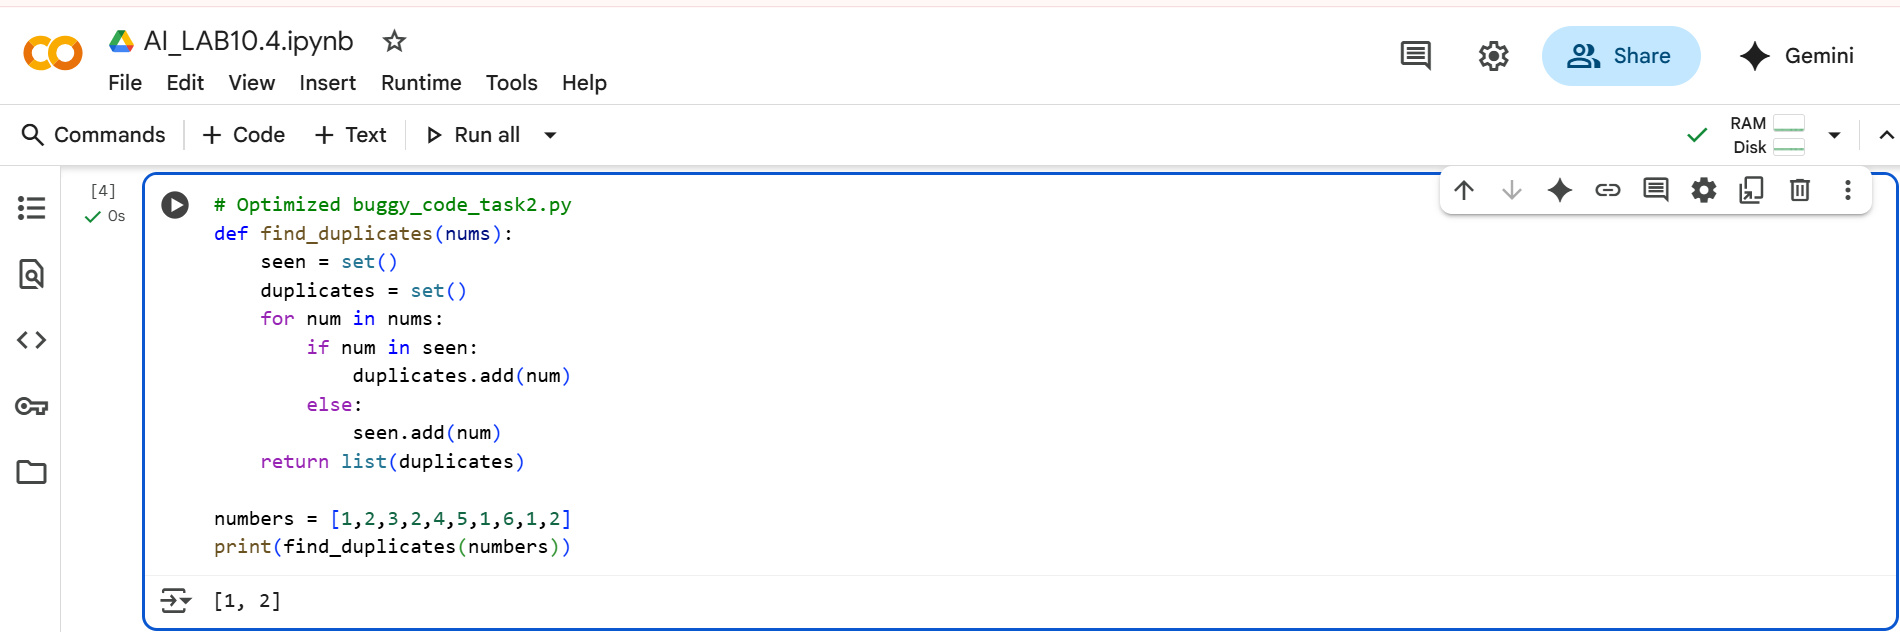 AI_LAB10.4.ipynb
File Edit View Insert Runtime Tools Help
Share
Gemini
Commands + Code + Text Run all
RAM
Disk
[4]
0s
# Optimized buggy_code_task2.py
def find_duplicates(nums):
    seen = set()
    duplicates = set()
    for num in nums:
        if num in seen:
            duplicates.add(num)
        else:
            seen.add(num)
    return list(duplicates)
numbers = [1,2,3,2,4,5,1,6,1,2]
print(find_duplicates(numbers))
[1, 2]